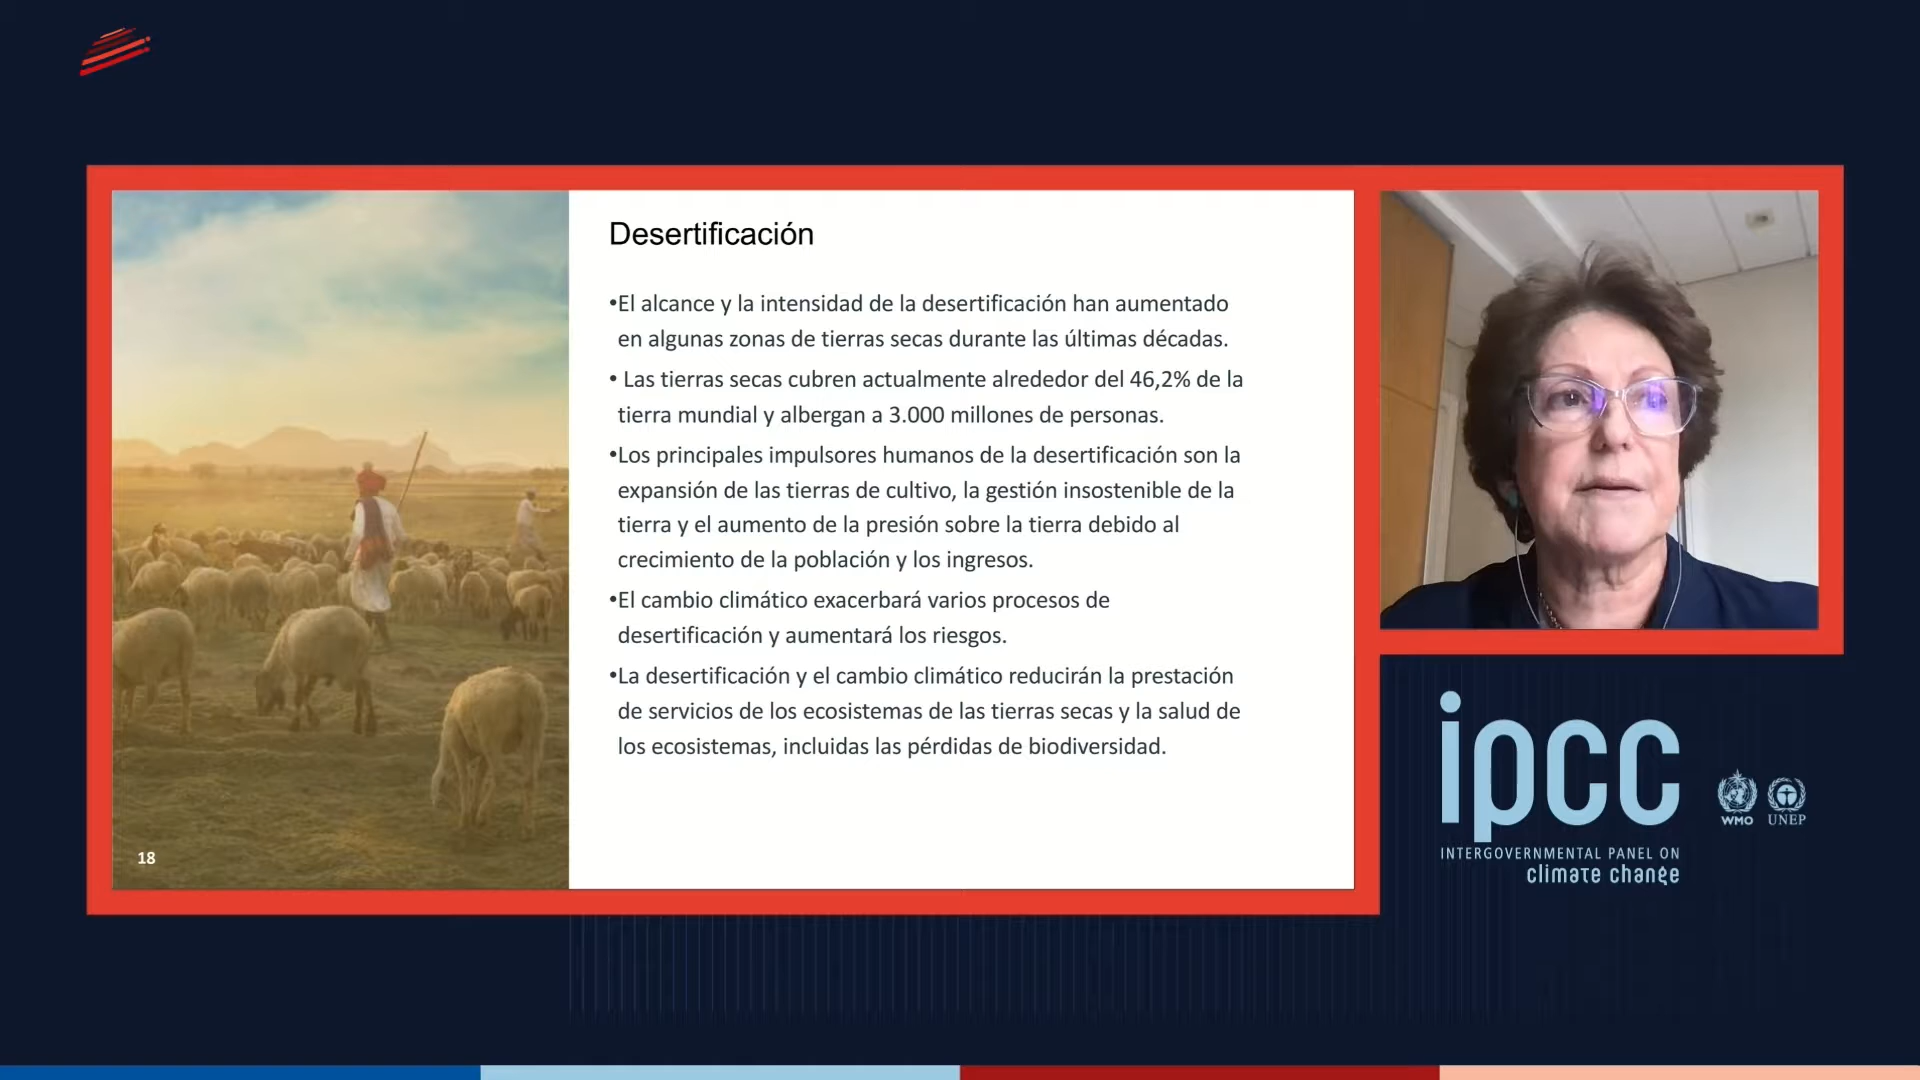 Desertificación
•El alcance y la intensidad de la desertificación han aumentado
en algunas zonas de tierras secas durante las últimas décadas.
• Las tierras secas cubren actualmente alrededor del 46,2% de la
tierra mundial y albergan a 3.000 millones de personas.
•Los principales impulsores humanos de la desertificación son la
expansión de las tierras de cultivo, la gestión insostenible de la
tierra y el aumento de la presión sobre la tierra debido al
crecimiento de la población y los ingresos.
•El cambio climático exacerbará varios procesos de
desertificación y aumentará los riesgos.
•La desertificación y el cambio climático reducirán la prestación
de servicios de los ecosistemas de las tierras secas y la salud de
los ecosistemas, incluidas las pérdidas de biodiversidad.
18
ipcc
INTERGOVERNMENTAL PANEL ON
climate change
WMO
UNEP